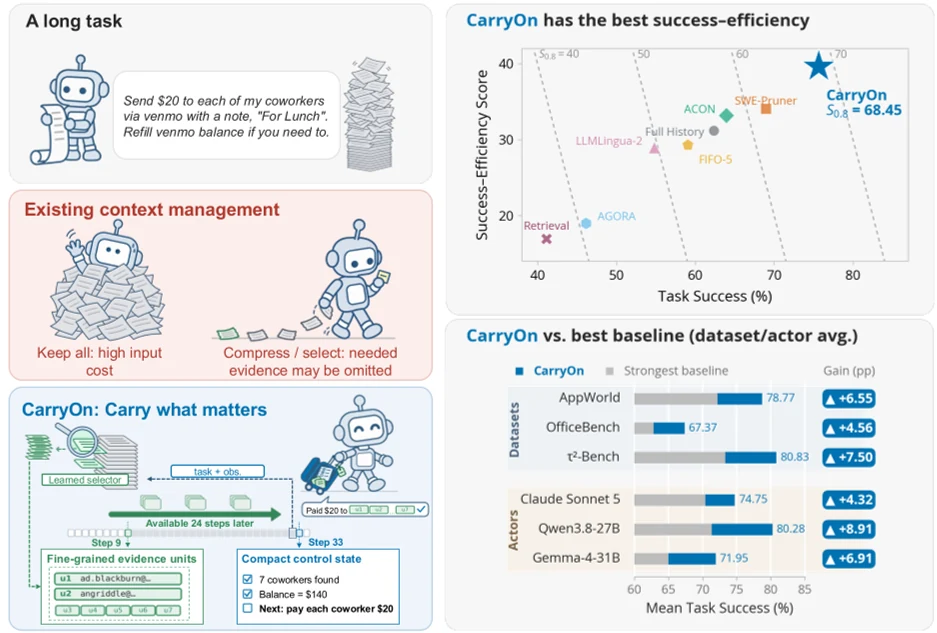 A long task
Send $20 to each of my coworkers
via venmo with a note, "For Lunch".
Refill venmo balance if you need to.
Existing context management
Keep all: high input
cost
Compress / select: needed
evidence may be omitted
CarryOn: Carry what matters
Learned selector
task + obs.
Available 24 steps later
Paid $20 to u1 u2 u7
Step 9
Step 33
Fine-grained evidence units
u1 ad.blackburn@…
u2 angriddle@…
u3 u4 u5 u6 u7
Compact control state
7 coworkers found
Balance = $140
Next: pay each coworker $20
CarryOn has the best success–efficiency
Success–Efficiency Score
40
30
20
S0.8 = 40
50
60
70
CarryOn
S0.8 = 68.45
SWE-Pruner
ACON
Full History
LLMLingua-2
FIFO-5
AGORA
Retrieval
40 50 60 70 80
Task Success (%)
CarryOn vs. best baseline (dataset/actor avg.)
CarryOn Strongest baseline Gain (pp)
Datasets
AppWorld 78.77 ▲ +6.55
OfficeBench 67.37 ▲ +4.56
τ²-Bench 80.83 ▲ +7.50
Actors
Claude Sonnet 5 74.75 ▲ +4.32
Qwen3.8-27B 80.28 ▲ +8.91
Gemma-4-31B 71.95 ▲ +6.91
60 65 70 75 80 85
Mean Task Success (%)